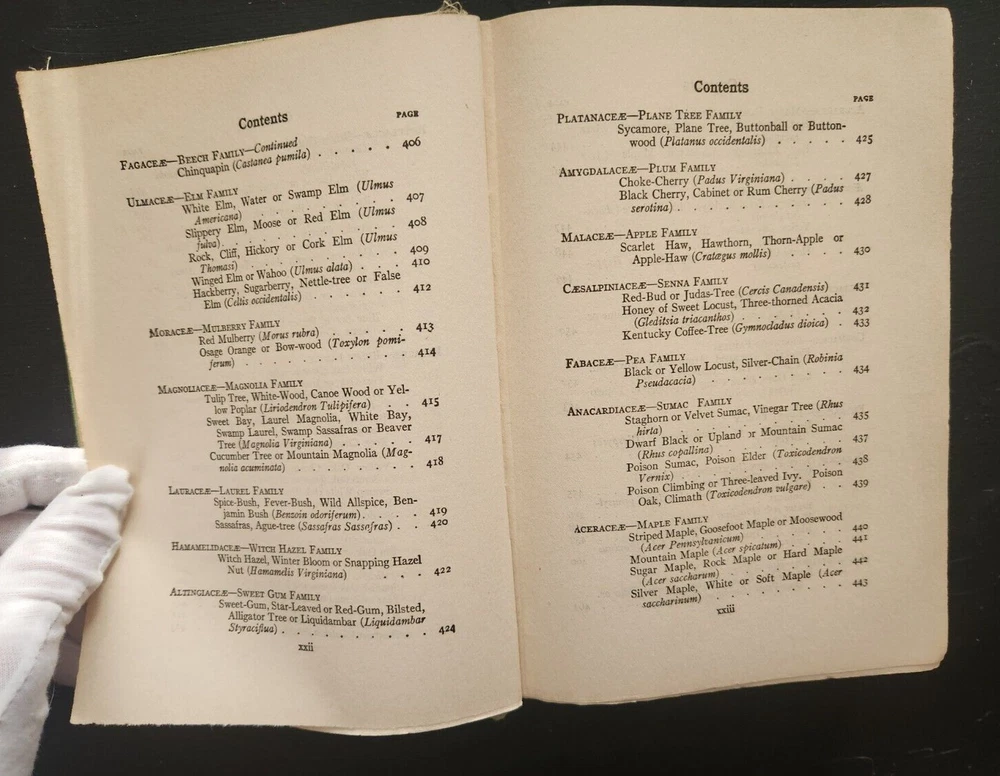 Contents
PAGE
FAGACEÆ—BEECH FAMILY—Continued
Chinquapin (Castanea pumila) . . . . . 406
ULMACEÆ—ELM FAMILY
White Elm, Water or Swamp Elm (Ulmus
Americana) . . . . . . . . 407
Slippery Elm, Moose or Red Elm (Ulmus
fulva) . . . . . . . . . 408
Rock, Cliff, Hickory or Cork Elm (Ulmus
Thomasi) . . . . . . . . 409
Winged Elm or Wahoo (Ulmus alata) . . . 410
Hackberry, Sugarberry, Nettle-tree or False
Elm (Celtis occidentalis) . . . . . . 412
MORACEÆ—MULBERRY FAMILY
Red Mulberry (Morus rubra) . . . . . 413
Osage Orange or Bow-wood (Toxylon pomi-
ferum) . . . . . . . . . 414
MAGNOLIACEÆ—MAGNOLIA FAMILY
Tulip Tree, White-Wood, Canoe Wood or Yel-
low Poplar (Liriodendron Tulipifera) . . 415
Sweet Bay, Laurel Magnolia, White Bay,
Swamp Laurel, Swamp Sassafras or Beaver
Tree (Magnolia Virginiana) . . . . . 417
Cucumber Tree or Mountain Magnolia (Mag-
nolia acuminata) . . . . . . . 418
LAURACEÆ—LAUREL FAMILY
Spice-Bush, Fever-Bush, Wild Allspice, Ben-
jamin Bush (Benzoin odoriferum) . . . . 419
Sassafras, Ague-tree (Sassafras Sassafras) . . 420
HAMAMELIDACEÆ—WITCH HAZEL FAMILY
Witch Hazel, Winter Bloom or Snapping Hazel
Nut (Hamamelis Virginiana) . . . 422
ALTINGIACEÆ—SWEET GUM FAMILY
Sweet-Gum, Star-Leaved or Red-Gum, Bilsted,
Alligator Tree or Liquidambar (Liquidambar
Styraciflua) . . . . . . . . 424
xxii
Contents
PAGE
PLATANACEÆ—PLANE TREE FAMILY
Sycamore, Plane Tree, Buttonball or Button-
wood (Platanus occidentalis) . . . . . 425
AMYGDALACEÆ—PLUM FAMILY
Choke-Cherry (Padus Virginiana) . . . . 427
Black Cherry, Cabinet or Rum Cherry (Padus
serotina) . . . . . . . . . 428
MALACEÆ—APPLE FAMILY
Scarlet Haw, Hawthorn, Thorn-Apple or
Apple-Haw (Cratægus mollis) . . . . 430
CÆSALPINIACEÆ—SENNA FAMILY
Red-Bud or Judas-Tree (Cercis Canadensis) 431
Honey of Sweet Locust, Three-thorned Acacia
(Gleditsia triacanthos) . . . . . . 432
Kentucky Coffee-Tree (Gymnocladus dioica) . 433
FABACEÆ—PEA FAMILY
Black or Yellow Locust, Silver-Chain (Robinia
Pseudacacia) . . . . . . . . 434
ANACARDIACEÆ—SUMAC FAMILY
Staghorn or Velvet Sumac, Vinegar Tree (Rhus
hirta) . . . . . . . . . 435
Dwarf Black or Upland or Mountain Sumac
(Rhus copallina) . . . . . . . 437
Poison Sumac, Poison Elder (Toxicodendron
Vernix) . . . . . . . . . 438
Poison Climbing or Three-leaved Ivy. Poison
Oak, Climath (Toxicodendron vulgare) . . . 439
ACERACEÆ—MAPLE FAMILY
Striped Maple, Goosefoot Maple or Moosewood
(Acer Pennsylvanicum) . . . . . . 440
Mountain Maple (Acer spicatum) . . . . 441
Sugar Maple, Rock Maple or Hard Maple
(Acer saccharum) . . . . . . . 442
Silver Maple, White or Soft Maple (Acer
saccharinum) . . . . . . . . 443
xxiii